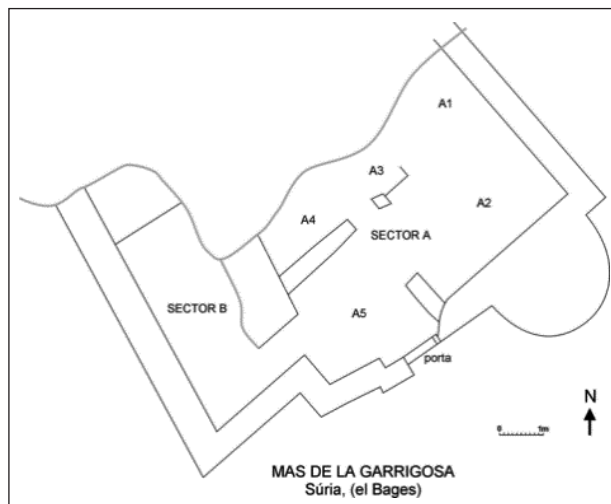 A1
A3
A2
A4
SECTOR A
SECTOR B
A5
porta
N
0 1m
MAS DE LA GARRIGOSA
Súria, (el Bages)